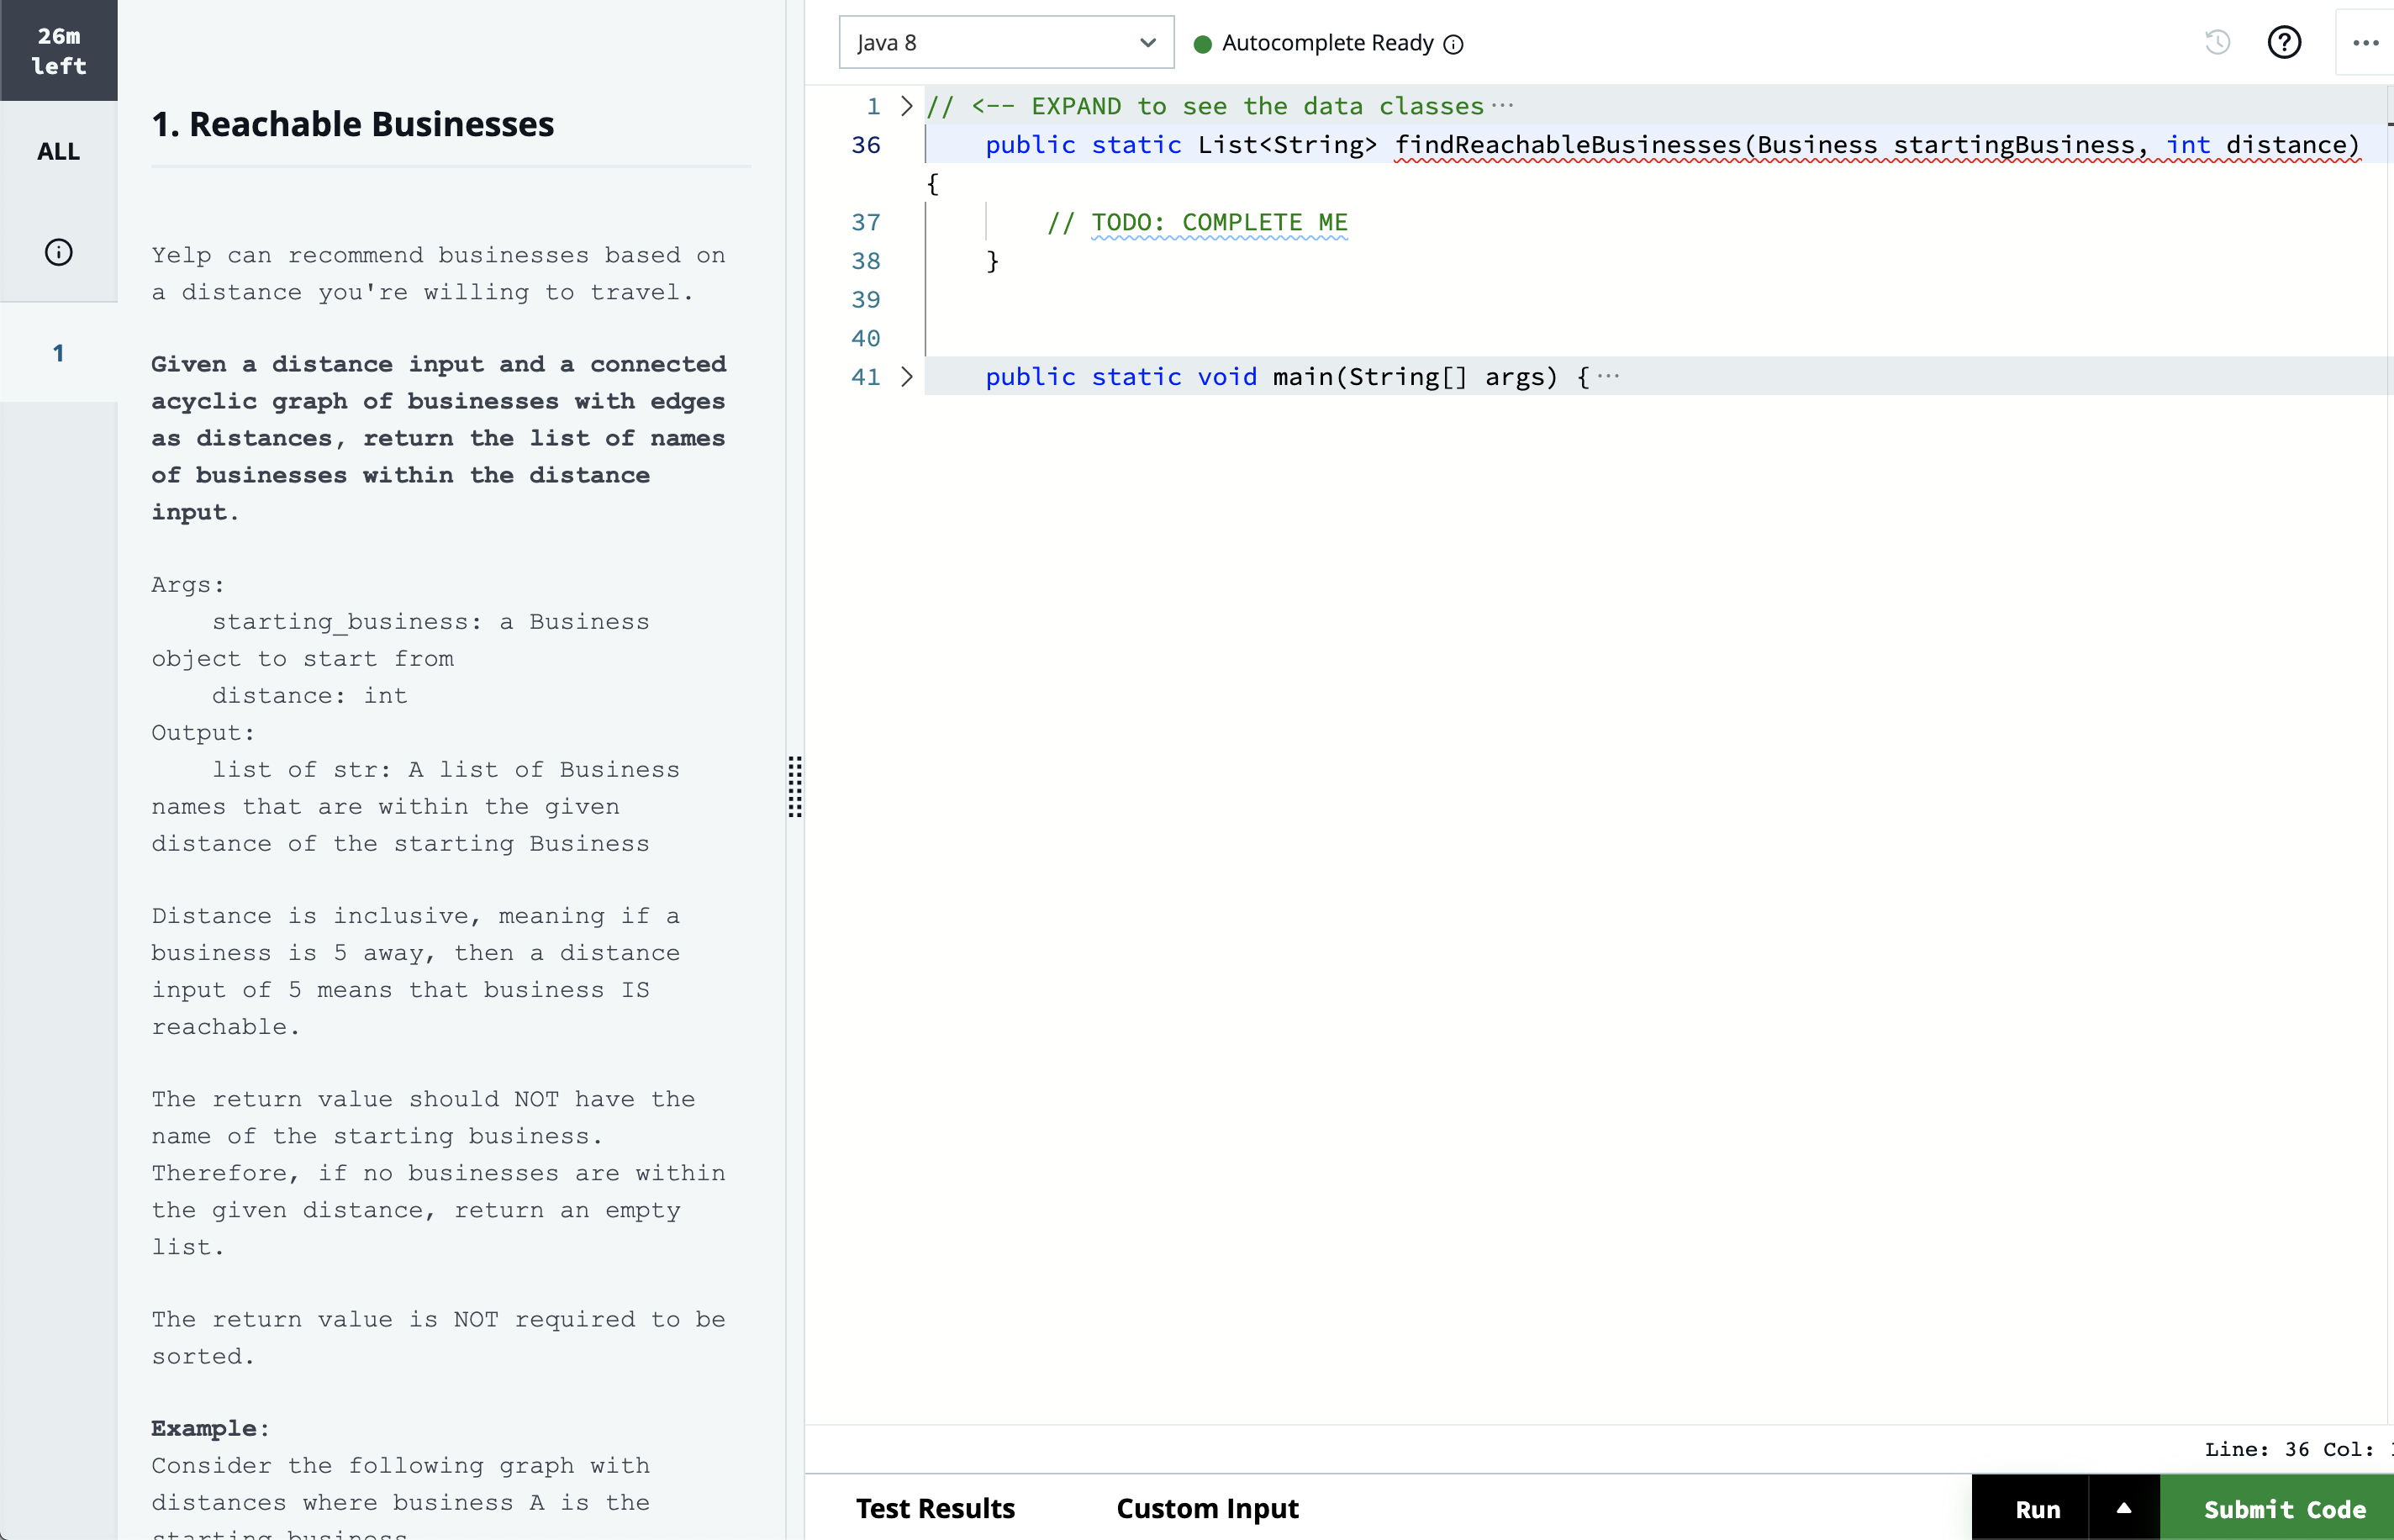 26m
left
ALL
1
1. Reachable Businesses
Yelp can recommend businesses based on
a distance you're willing to travel.
Given a distance input and a connected
acyclic graph of businesses with edges
as distances, return the list of names
of businesses within the distance
input.
Args:
    starting_business: a Business
object to start from
    distance: int
Output:
    list of str: A list of Business
names that are within the given
distance of the starting Business
Distance is inclusive, meaning if a
business is 5 away, then a distance
input of 5 means that business IS
reachable.
The return value should NOT have the
name of the starting business.
Therefore, if no businesses are within
the given distance, return an empty
list.
The return value is NOT required to be
sorted.
Example:
Consider the following graph with
distances where business A is the
starting business
Java 8
Autocomplete Ready
1 // <-- EXPAND to see the data classes ...
36     public static List<String> findReachableBusinesses(Business startingBusiness, int distance)
{
37         // TODO: COMPLETE ME
38     }
39
40
41     public static void main(String[] args) { ...
Line: 36 Col:
Test Results
Custom Input
Run
Submit Code